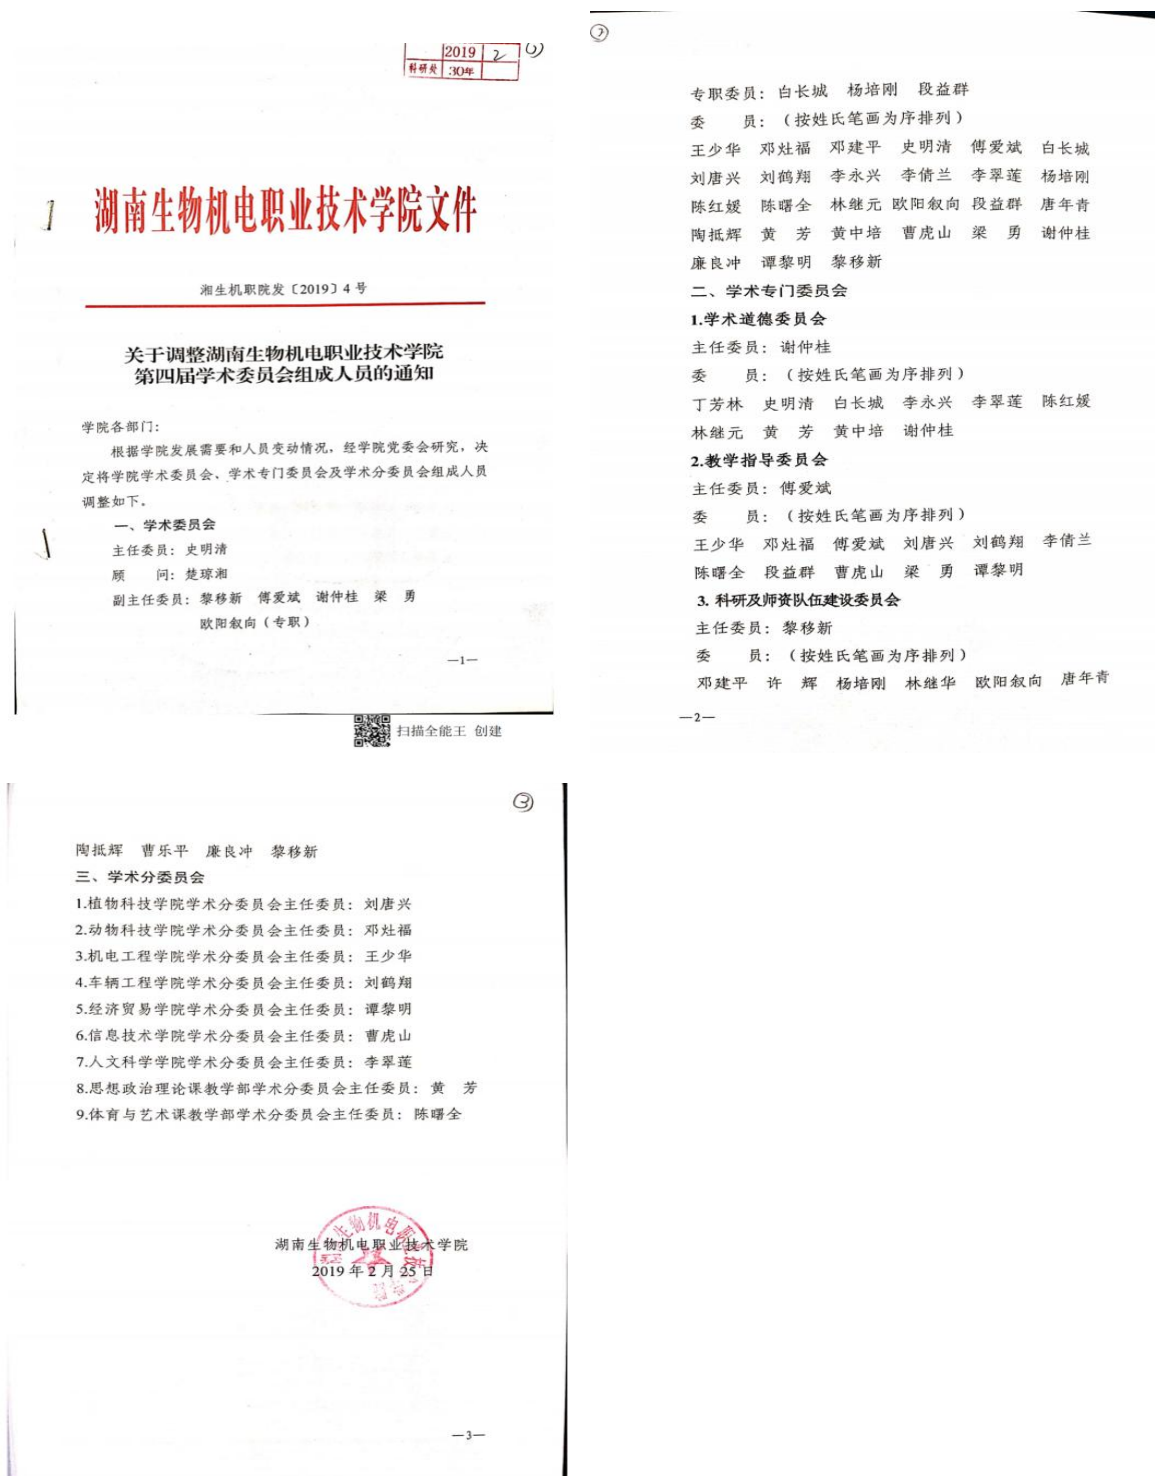 2019 2
科研处 30年
①
湖南生物机电职业技术学院文件
湘生机职院发〔2019〕4号
关于调整湖南生物机电职业技术学院
第四届学术委员会组成人员的通知
学院各部门：
根据学院发展需要和人员变动情况，经学院党委会研究，决
定将学院学术委员会、学术专门委员会及学术分委员会组成人员
调整如下。
一、学术委员会
主任委员：史明清
顾 问：楚琼湘
副主任委员：黎移新 傅爱斌 谢仲桂 梁 勇
欧阳叙向（专职）
—1—
扫描全能王 创建
②
专职委员：白长城 杨培刚 段益群
委 员：（按姓氏笔画为序排列）
王少华 邓灶福 邓建平 史明清 傅爱斌 白长城
刘唐兴 刘鹤翔 李永兴 李倩兰 李翠莲 杨培刚
陈红媛 陈曙全 林继元 欧阳叙向 段益群 唐年青
陶抵辉 黄 芳 黄中培 曹虎山 梁 勇 谢仲桂
廉良冲 谭黎明 黎移新
二、学术专门委员会
1.学术道德委员会
主任委员：谢仲桂
委 员：（按姓氏笔画为序排列）
丁芳林 史明清 白长城 李永兴 李翠莲 陈红媛
林继元 黄 芳 黄中培 谢仲桂
2.教学指导委员会
主任委员：傅爱斌
委 员：（按姓氏笔画为序排列）
王少华 邓灶福 傅爱斌 刘唐兴 刘鹤翔 李倩兰
陈曙全 段益群 曹虎山 梁 勇 谭黎明
3. 科研及师资队伍建设委员会
主任委员：黎移新
委 员：（按姓氏笔画为序排列）
邓建平 许 辉 杨培刚 林继华 欧阳叙向 唐年青
—2—
③
陶抵辉 曹乐平 廉良冲 黎移新
三、学术分委员会
1.植物科技学院学术分委员会主任委员：刘唐兴
2.动物科技学院学术分委员会主任委员：邓灶福
3.机电工程学院学术分委员会主任委员：王少华
4.车辆工程学院学术分委员会主任委员：刘鹤翔
5.经济贸易学院学术分委员会主任委员：谭黎明
6.信息技术学院学术分委员会主任委员：曹虎山
7.人文科学学院学术分委员会主任委员：李翠莲
8.思想政治理论课教学部学术分委员会主任委员：黄 芳
9.体育与艺术课教学部学术分委员会主任委员：陈曙全
湖南生物机电职业技术学院
湖南生物机电职业技术学院
2019年2月25日
—3—